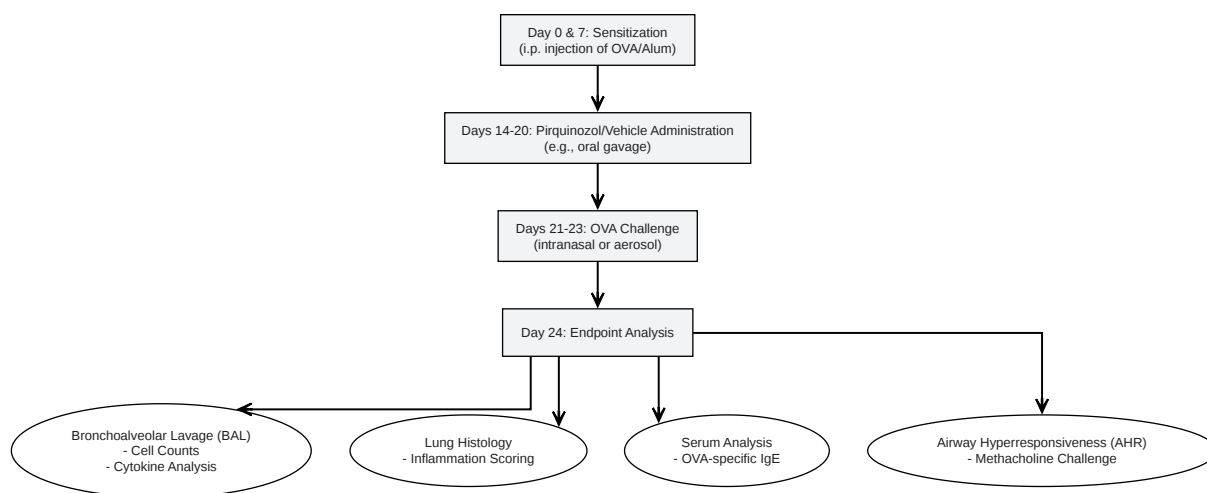 Day 0 & 7: Sensitization
(i.p. injection of OVA/Alum)
Days 14-20: Pirquinozol/Vehicle Administration
(e.g., oral gavage)
Days 21-23: OVA Challenge
(intranasal or aerosol)
Day 24: Endpoint Analysis
Bronchoalveolar Lavage (BAL)
- Cell Counts
- Cytokine Analysis
Lung Histology
- Inflammation Scoring
Serum Analysis
- OVA-specific IgE
Airway Hyperresponsiveness (AHR)
- Methacholine Challenge